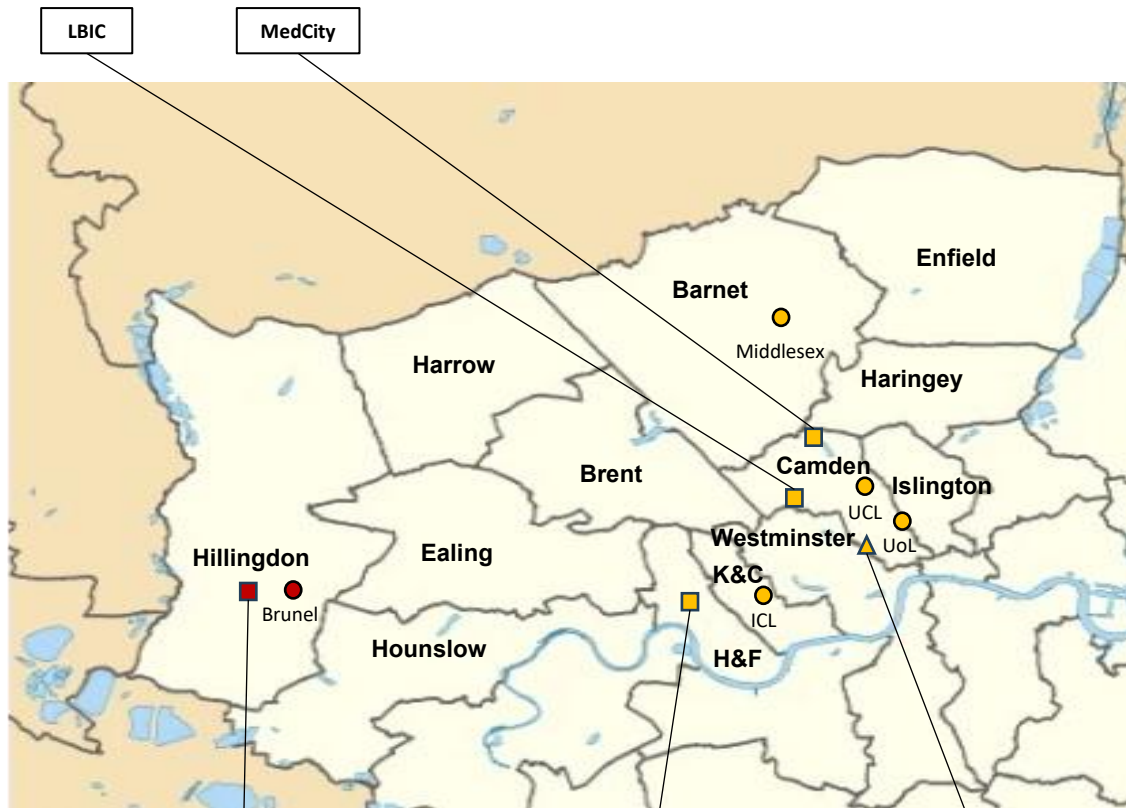 LBIC
MedCity
Enfield
Barnet
Middlesex
Harrow
Haringey
Brent
Camden
Islington
UCL
Westminster
UoL
Hillingdon
Ealing
K&C
Brunel
ICL
Hounslow
H&F